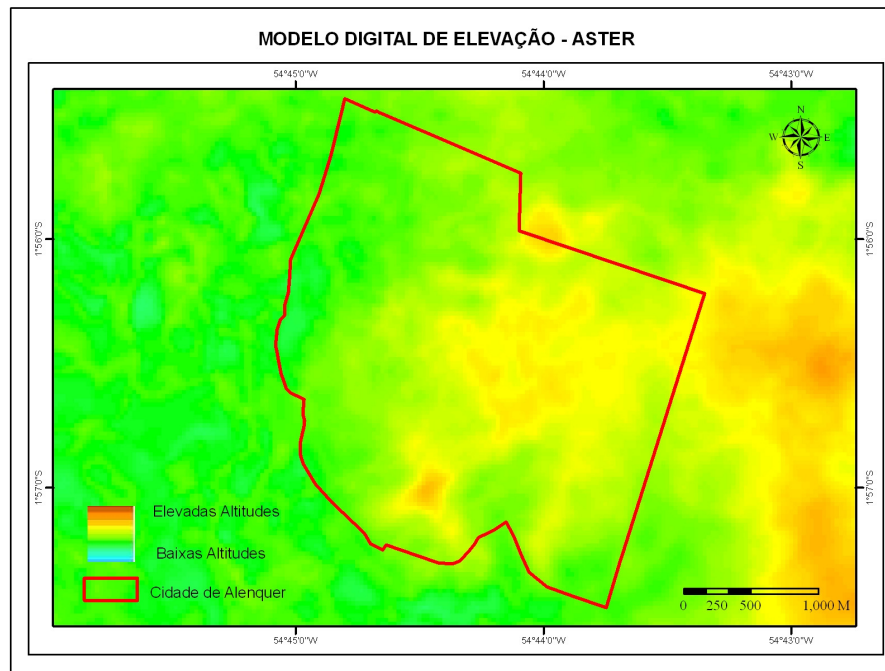 MODELO DIGITAL DE ELEVAÇÃO - ASTER
54°45'0"W 54°44'0"W 54°43'0"W
N
W E
S
1°56'0"S 1°56'0"S
1°57'0"S 1°57'0"S
Elevadas Altitudes
Baixas Altitudes
Cidade de Alenquer
0 250 500 1,000 M
54°45'0"W 54°44'0"W 54°43'0"W